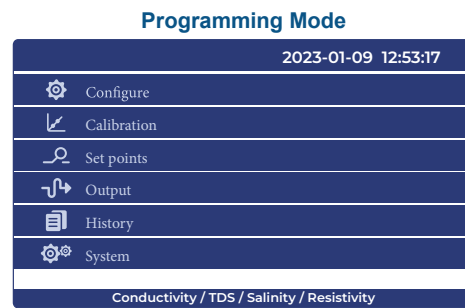 Programming Mode
2023-01-09 12:53:17
Configure
Calibration
Set points
Output
History
System
Conductivity / TDS / Salinity / Resistivity